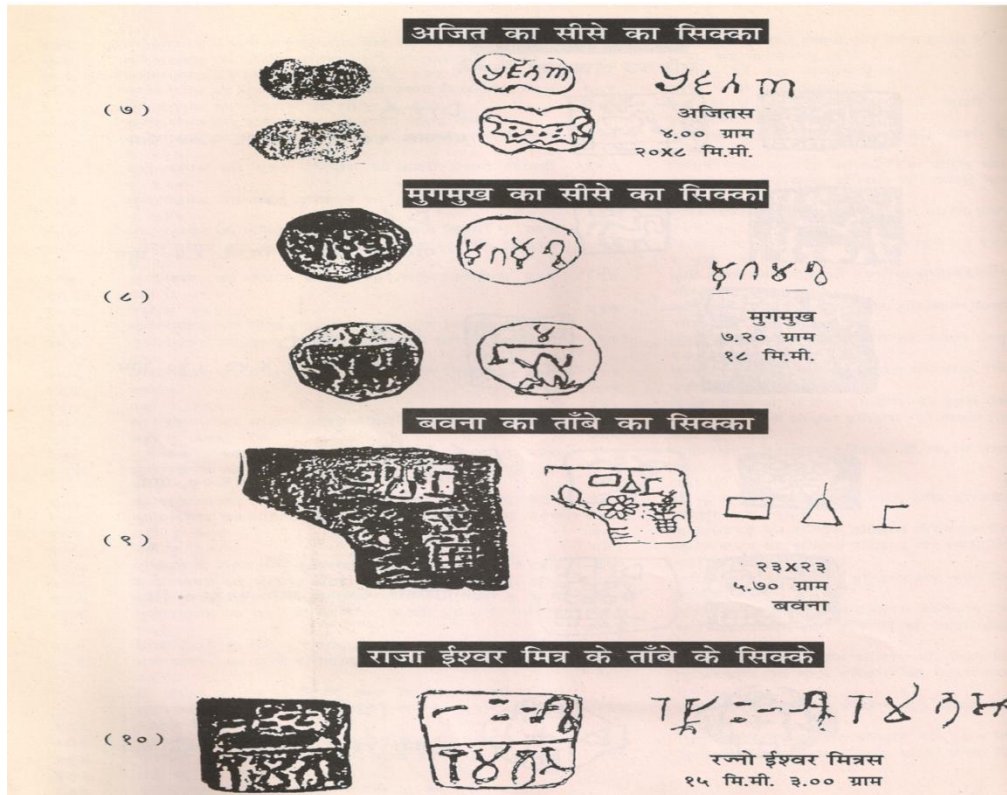 अजित का सीसे का सिक्का
(७)
अजितस
४.०० ग्राम
२०X८ मि.मी.
मुगमुख का सीसे का सिक्का
(८)
मुगमुख
७.२० ग्राम
१८ मि.मी.
बवना का ताँबे का सिक्का
(९)
२३X२३
५.७० ग्राम
बवना
राजा ईश्वर मित्र के ताँबे के सिक्के
(१०)
रञ्नो ईश्वर मित्रस
१५ मि.मी. ३.०० ग्राम